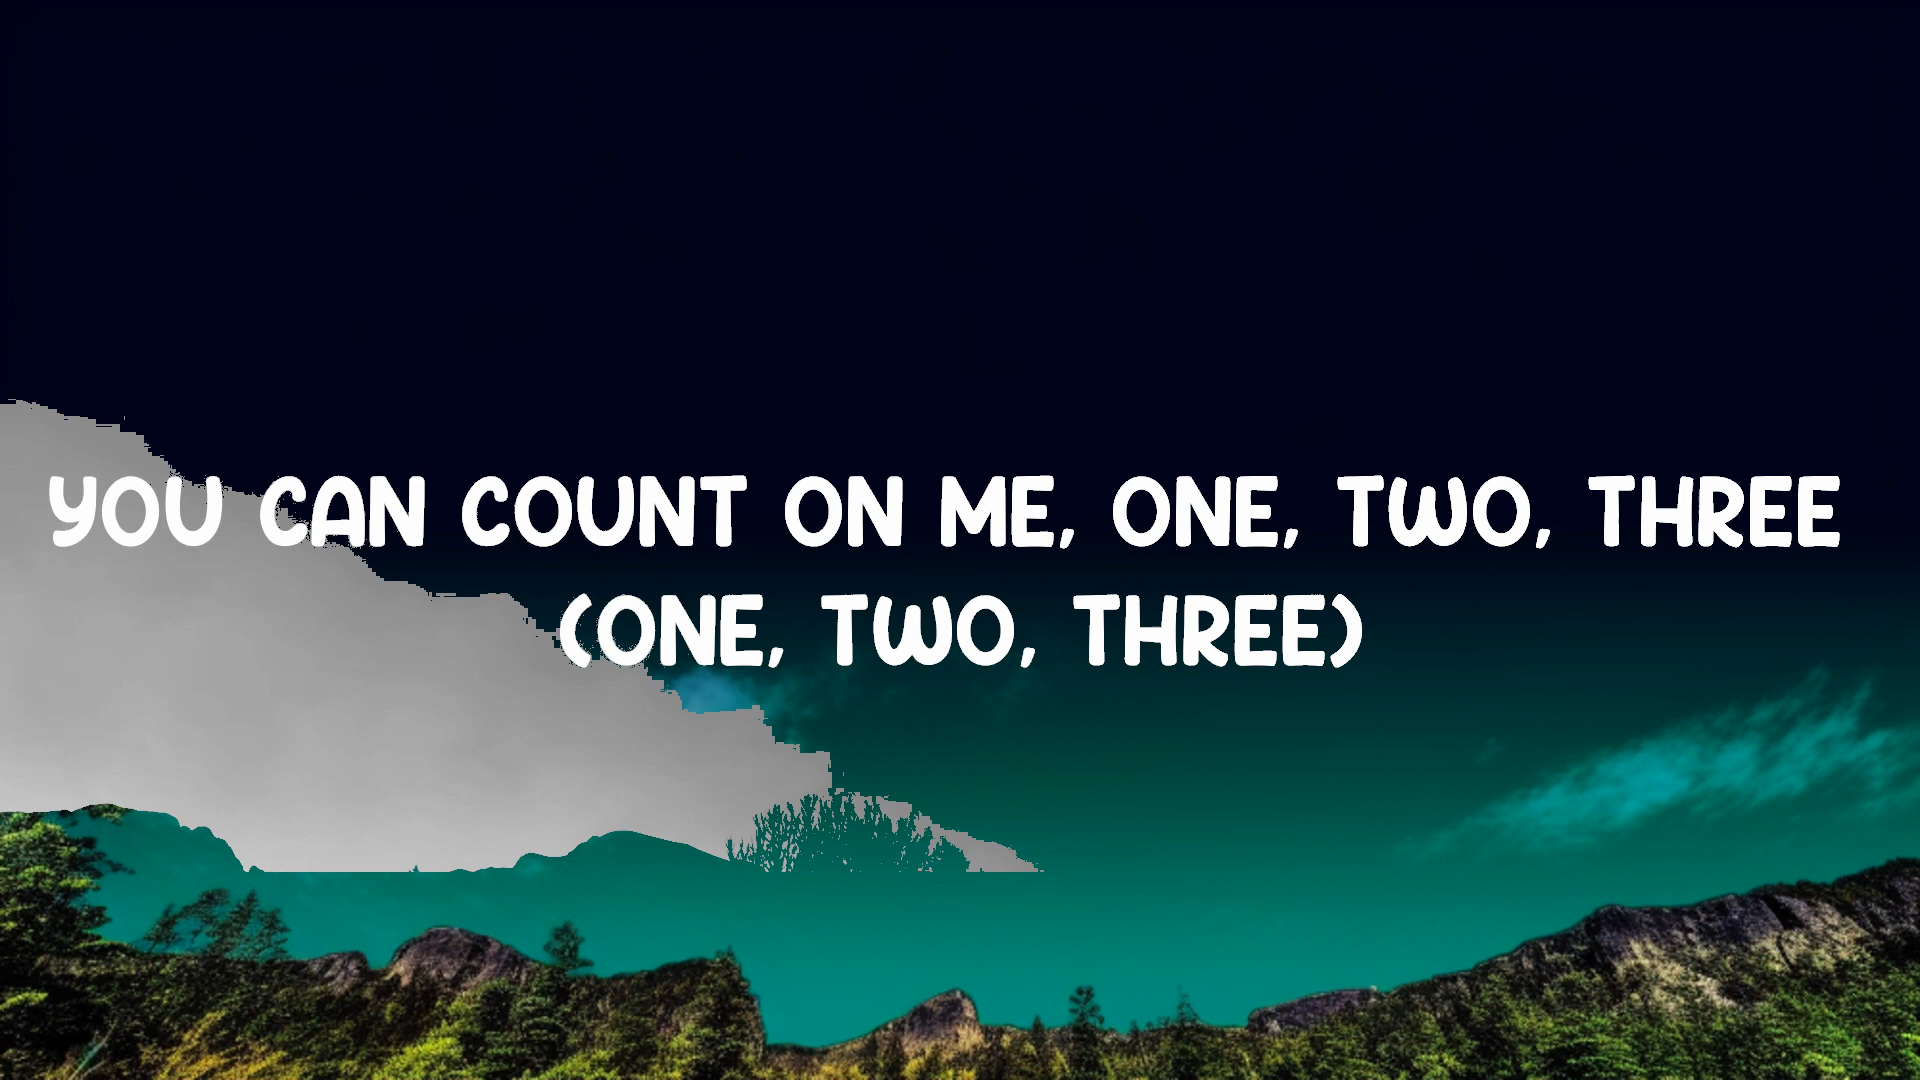 YOU CAN COUNT ON ME, ONE, TWO, THREE
(ONE, TWO, THREE)